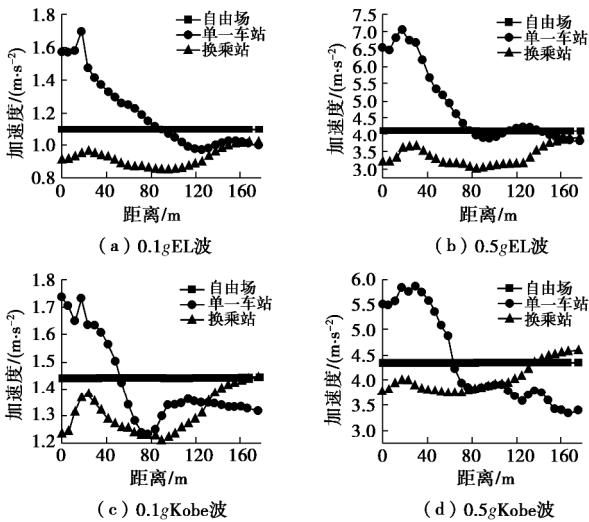 加速度/(m·s⁻²)
1.8
1.6
1.4
1.2
1.0
0.8
自由场
单一车站
换乘站
0 40 80 120 160
距离/m
(a) 0.1gEL波
加速度/(m·s⁻²)
7.5
7.0
6.5
6.0
5.5
5.0
4.5
4.0
3.5
3.0
自由场
单一车站
换乘站
0 40 80 120 160
距离/m
(b) 0.5gEL波
加速度/(m·s⁻²)
1.8
1.7
1.6
1.5
1.4
1.4
1.3
1.2
自由场
单一车站
换乘站
0 40 80 120 160
距离/m
(c) 0.1gKobe波
加速度/(m·s⁻²)
6.0
5.5
5.0
4.5
4.0
3.5
3.0
自由场
单一车站
换乘站
0 40 80 120 160
距离/m
(d) 0.5gKobe波